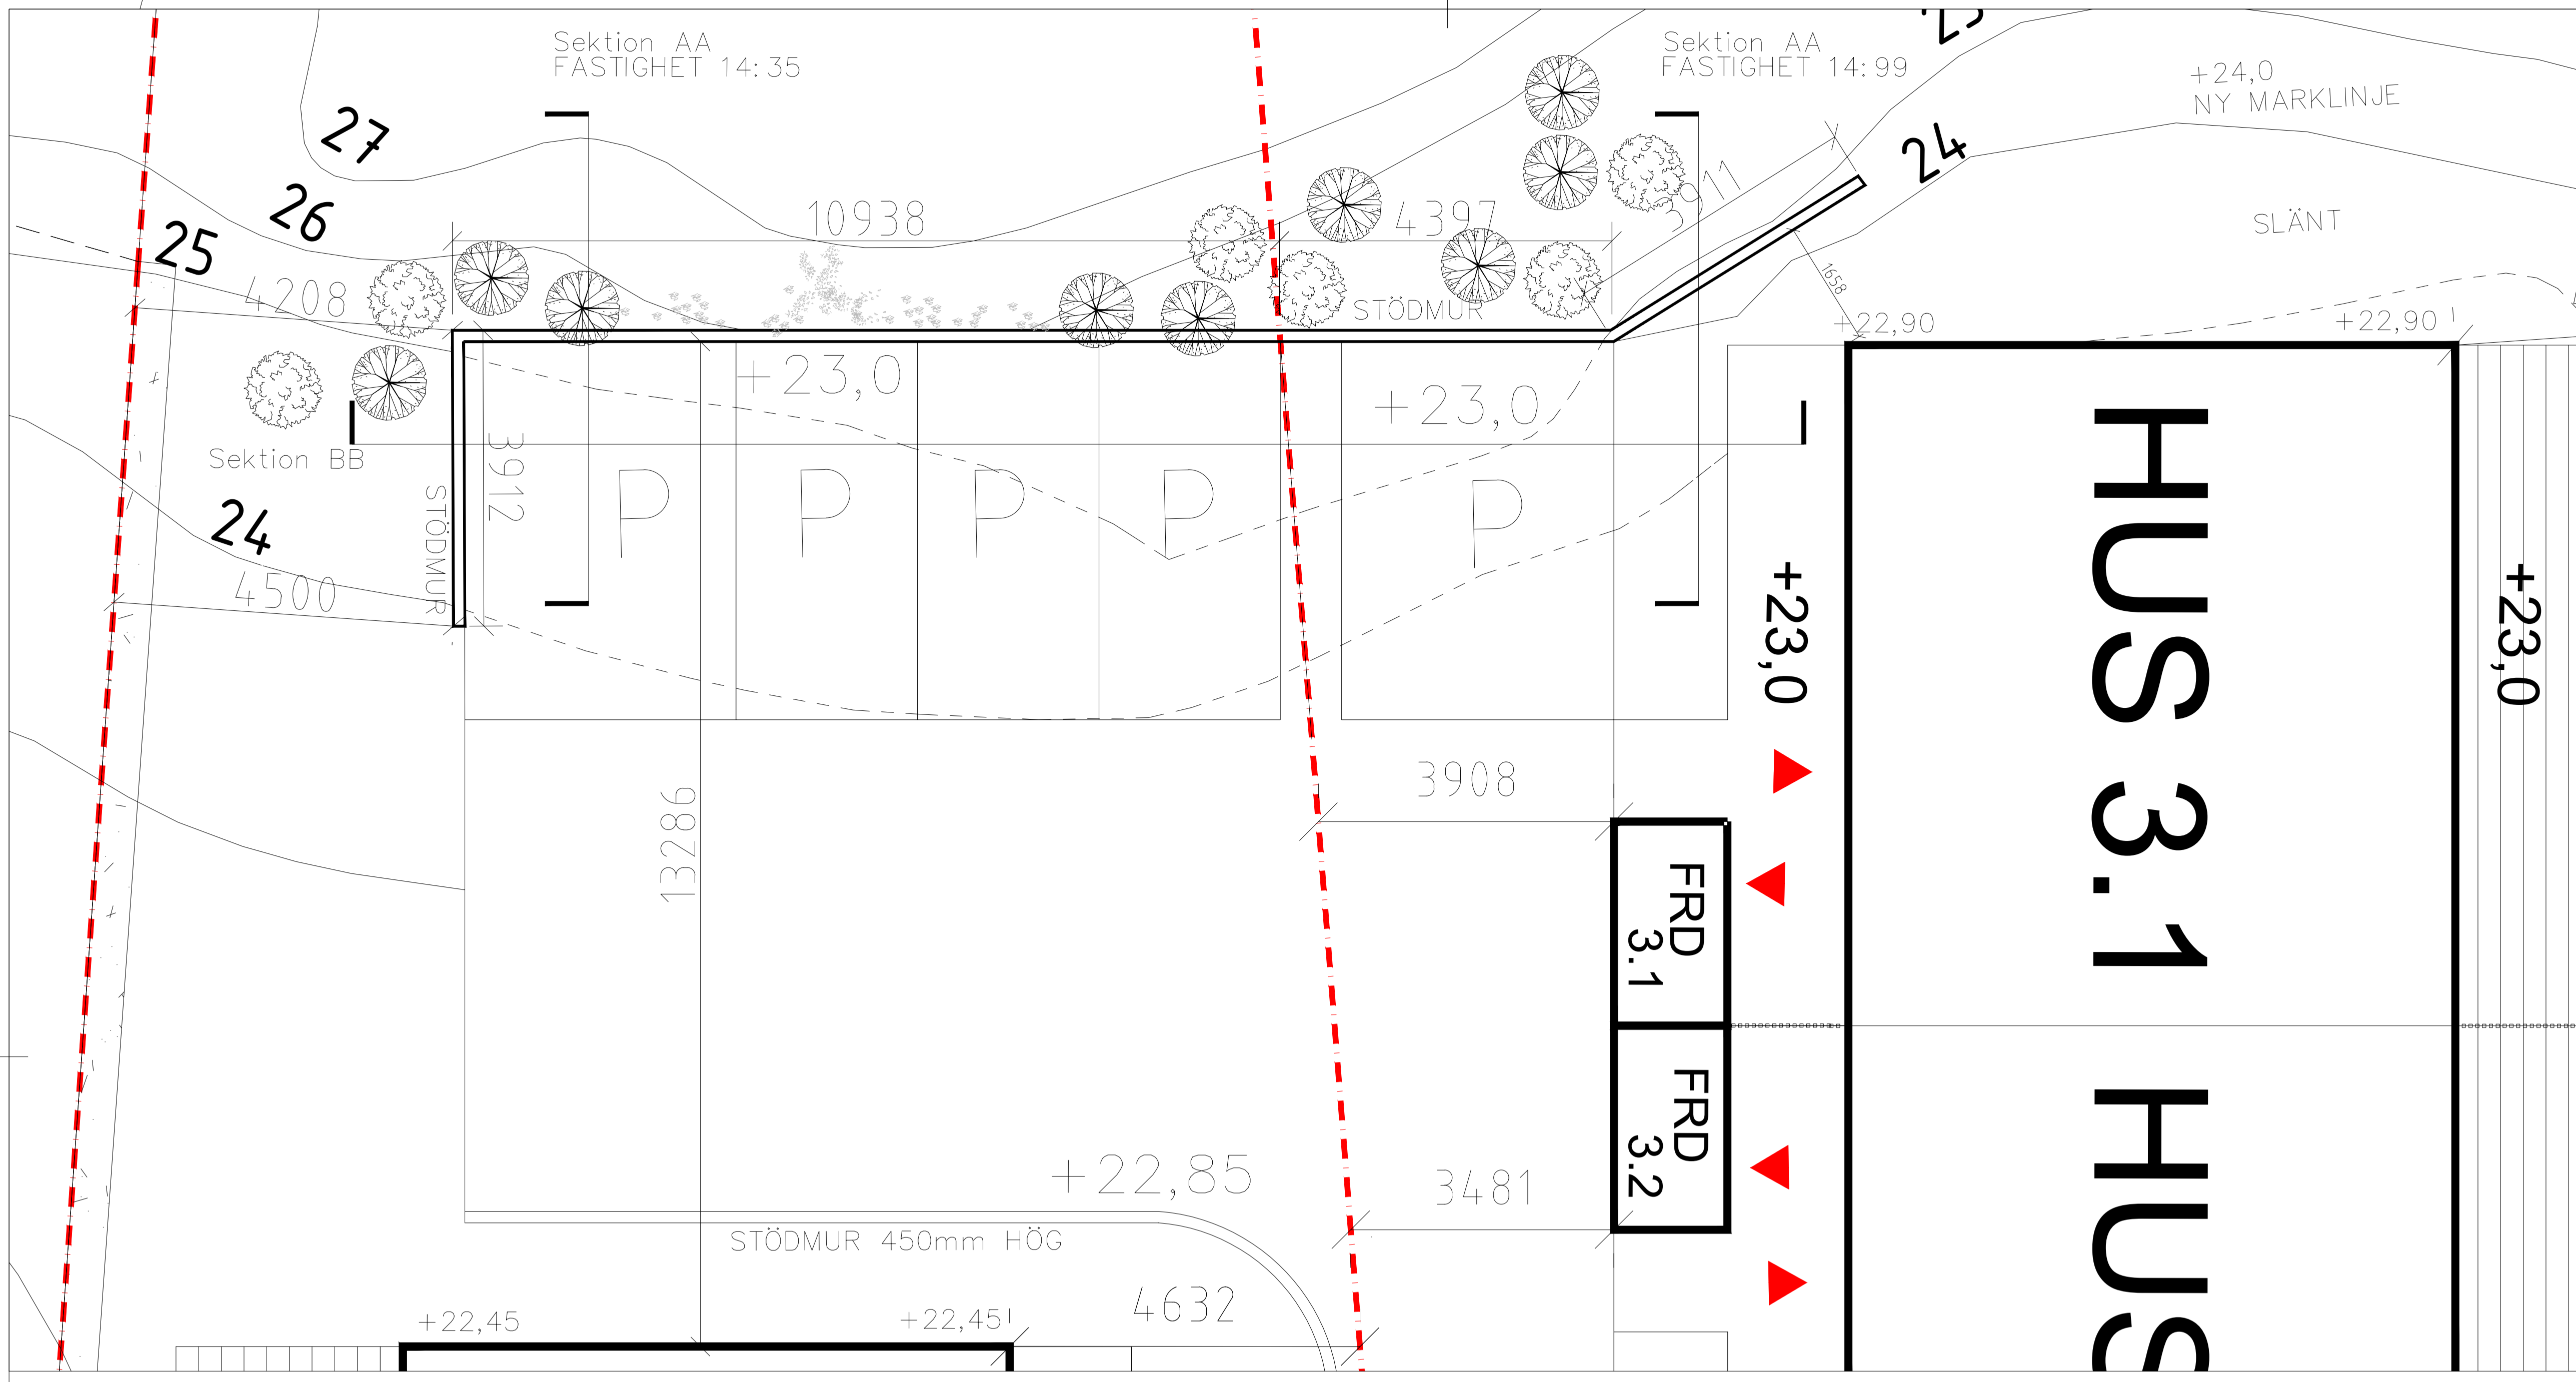 Sektion AA
FASTIGHET 14:35
Sektion AA
FASTIGHET 14:99
+24,0
NY MARKLINJE
27
26
25
24
SLÄNT
10938
4397
3911
4208
1658
STÖDMUR
+22,90
+22,90
+23,0
+23,0
Sektion BB
3912
STÖDMUR
P
P
P
P
P
24
4500
+23,0
+23,0
HUS 3.1
13286
3908
FRD
3.1
FRD
3.2
+22,85
3481
STÖDMUR 450mm HÖG
+22,45
+22,45
4632
HUS